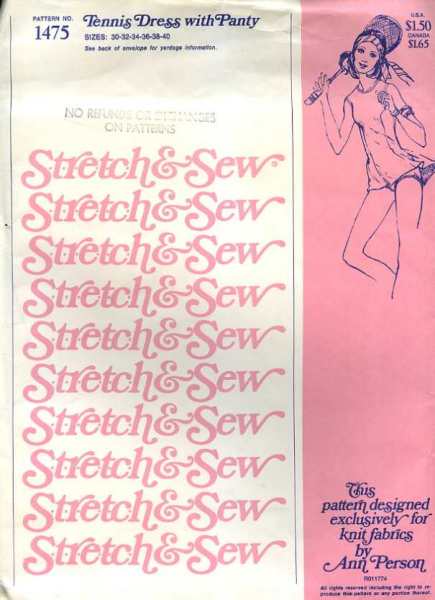 PATTERN NO.
1475
Tennis Dress with Panty
SIZES: 30-32-34-36-38-40
See back of envelope for yardage information.
U.S.A.
$1.50
CANADA
$1.65
NO REFUNDS OR EXCHANGES
ON PATTERNS
Stretch & Sew®
Stretch & Sew
Stretch & Sew
Stretch & Sew
Stretch & Sew
Stretch & Sew
Stretch & Sew
Stretch & Sew
Stretch & Sew
Stretch & Sew
This
pattern designed
exclusively for
knit fabrics
by
Ann Person
R011774
All rights reserved including the right to re-
produce this pattern or any portion thereof.